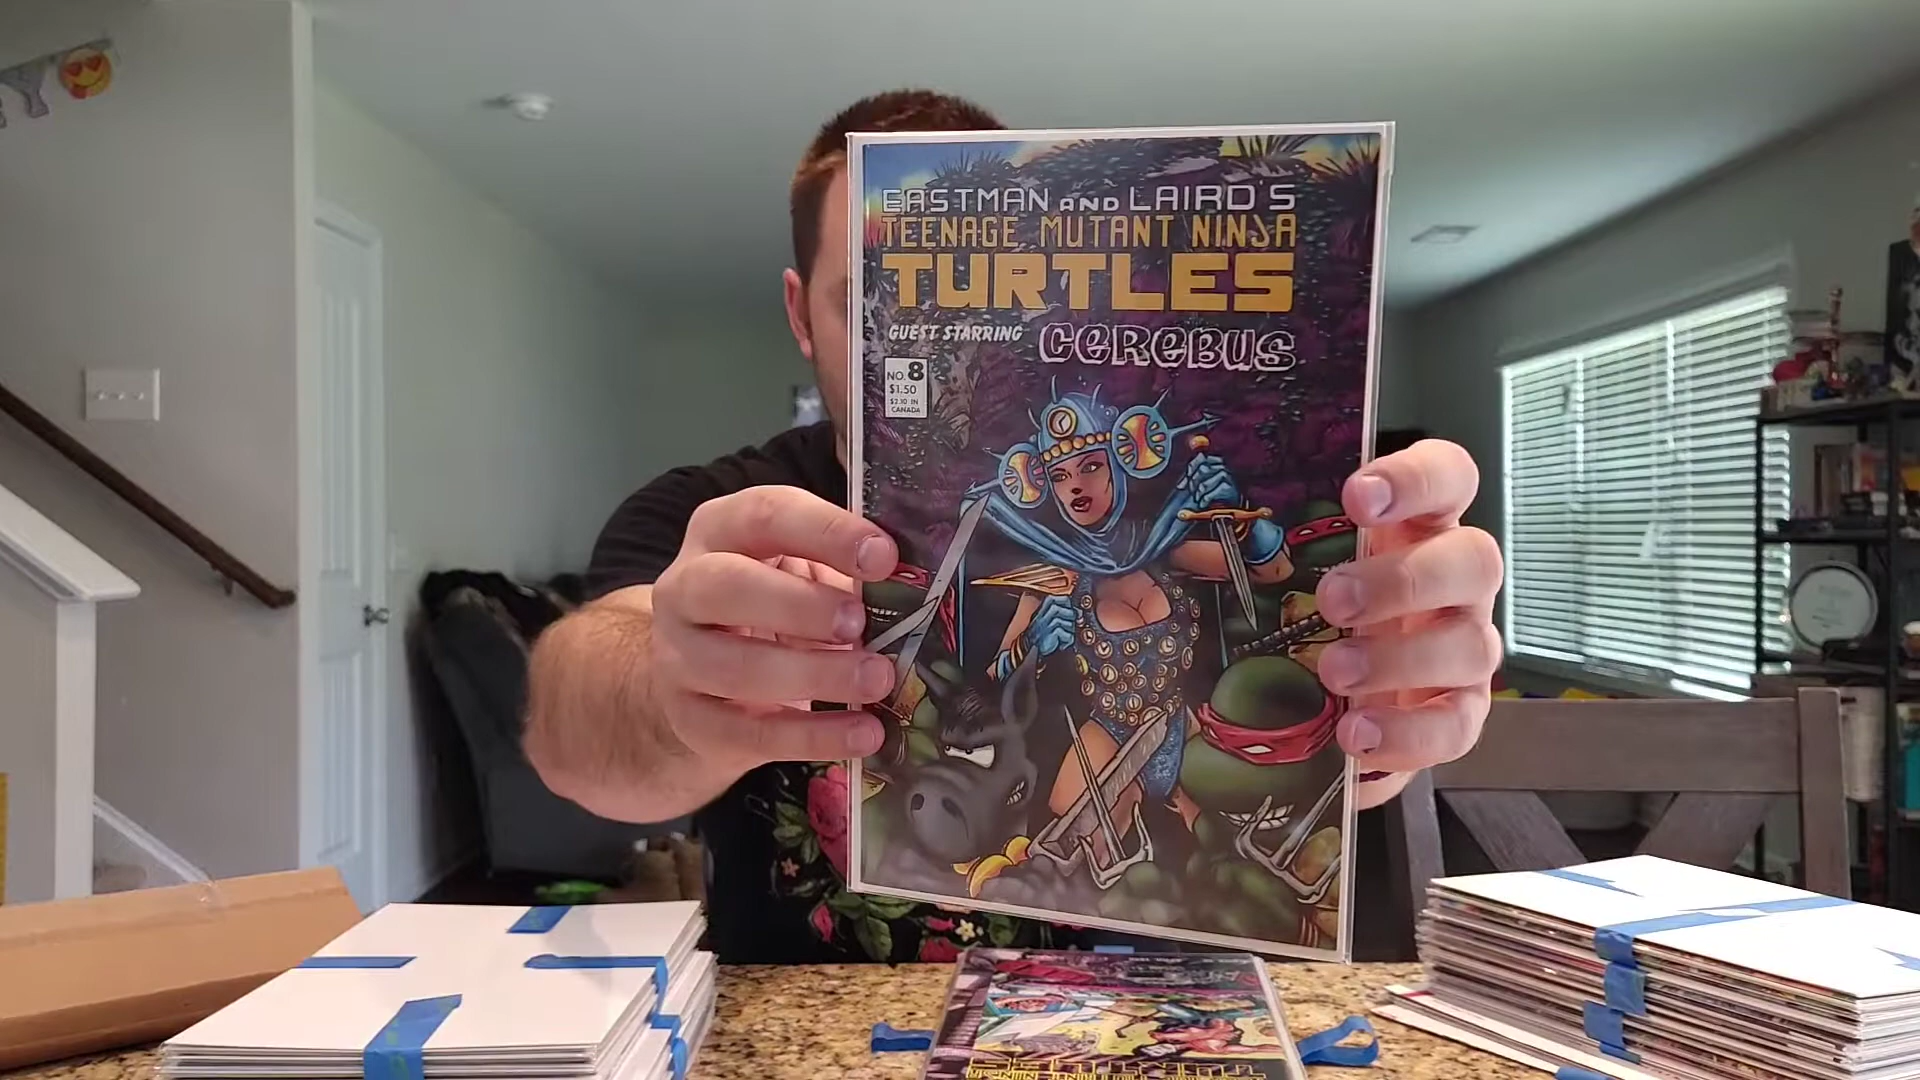 EASTMAN AND LAIRD'S
TEENAGE MUTANT NINJA
TURTLES
GUEST STARRING CEREBUS
NO. 8
$1.50
$2.10 IN
CANADA